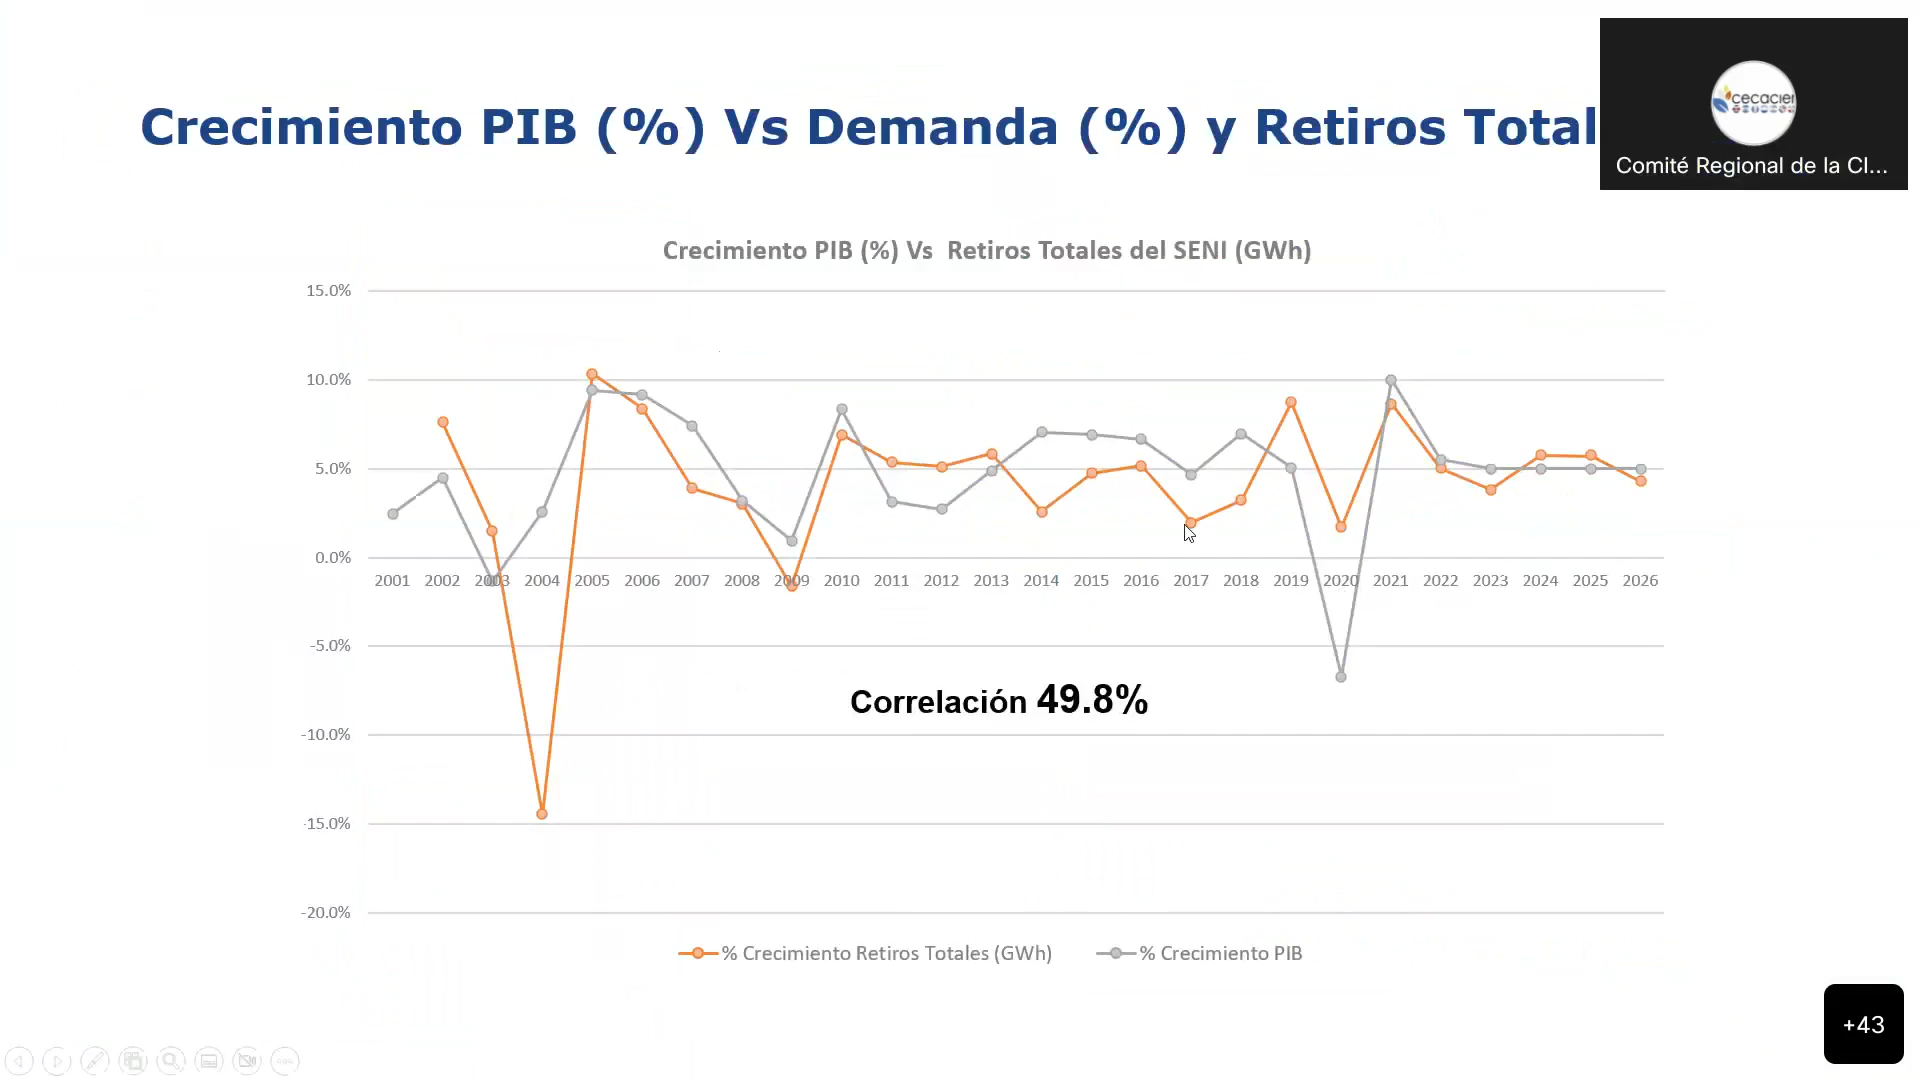 Crecimiento PIB (%) Vs Demanda (%) y Retiros Total
cecacier
Comité Regional de la CI...
Crecimiento PIB (%) Vs Retiros Totales del SENI (GWh)
15.0%
10.0%
5.0%
0.0%
2001 2002 2003 2004 2005 2006 2007 2008 2009 2010 2011 2012 2013 2014 2015 2016 2017 2018 2019 2020 2021 2022 2023 2024 2025 2026
-5.0%
Correlación 49.8%
-10.0%
-15.0%
-20.0%
% Crecimiento Retiros Totales (GWh) % Crecimiento PIB
+43